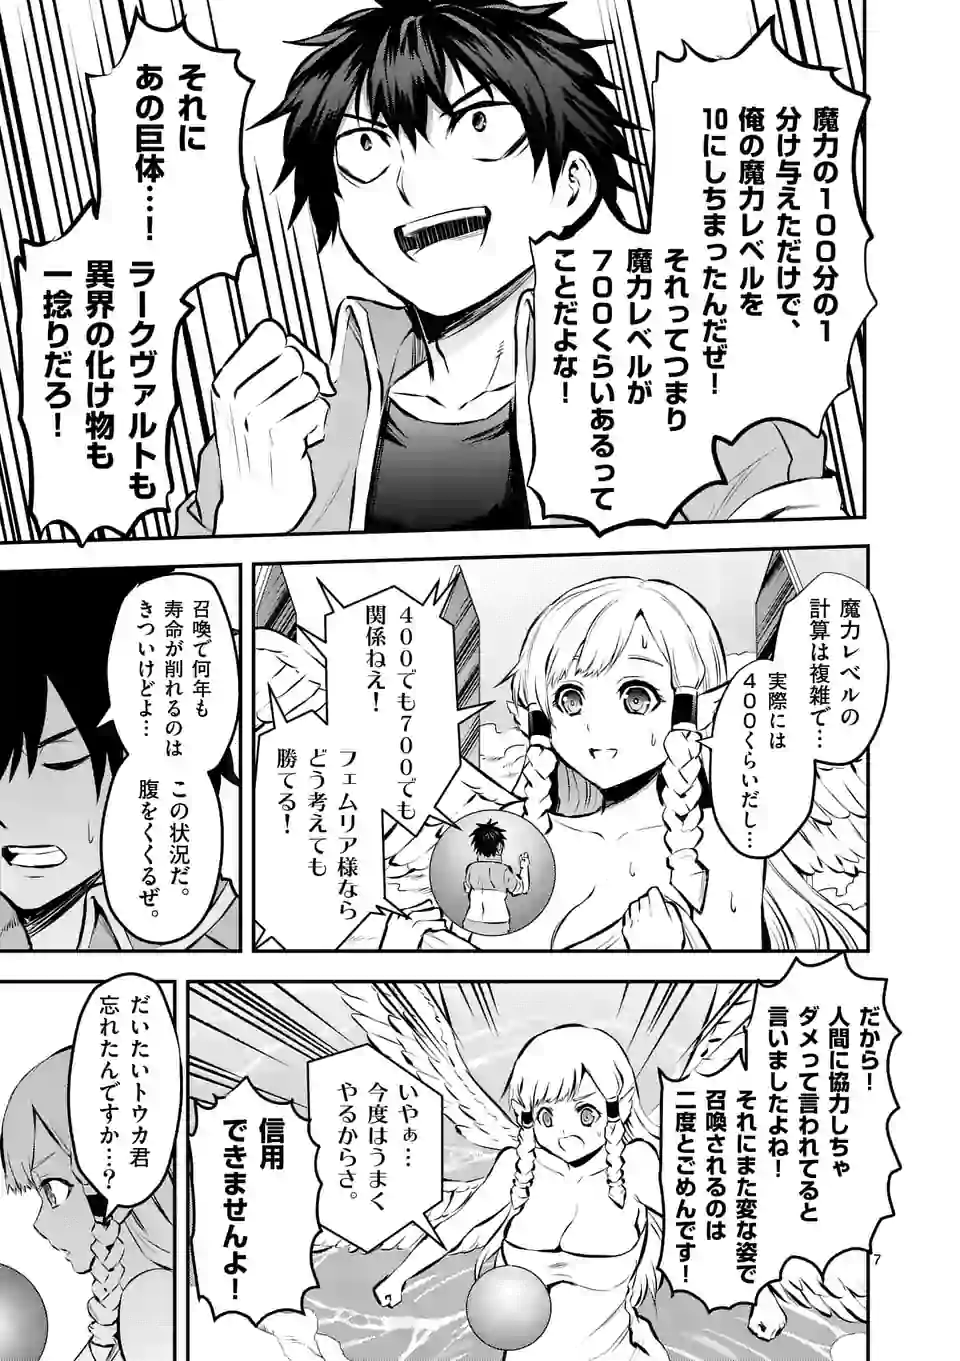 魔力の１００分の１
分け与えただけで、
俺の魔力レベルを
10にしちまったんだぜ！
それってつまり
魔力レベルが
７００くらいあるって
ことだよな！
それに
あの巨体…！
ラークヴァルトも
異界の化け物も
一捻りだろ！
魔力レベルの
計算は複雑で…
実際には
４００くらいだし…
４００でも７００でも
関係ねえ！
フェムリア様なら
どう考えても
勝てる！
召喚で何年も
寿命が削れるのは
きついけどよ…
この状況だ。
腹をくくるぜ。
だから！
人間に協力しちゃ
ダメって言われてると
言いましたよね！
それにまた変な姿で
召喚されるのは
二度とごめんです！
いやぁ…
今度はうまく
やるからさ。
信用
できませんよ！
だいたいトウカ君
忘れたんですか…？
7